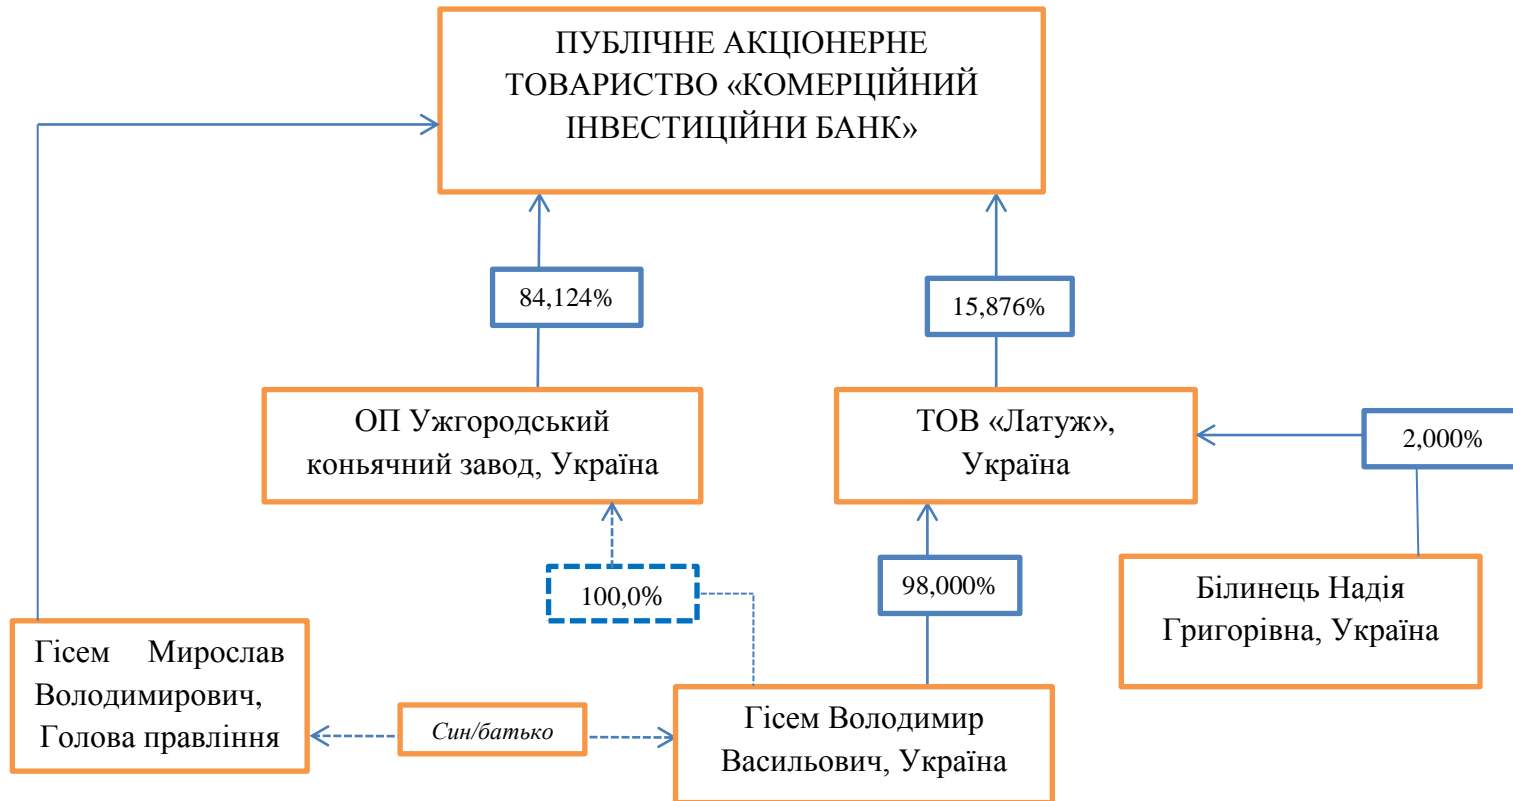 ПУБЛІЧНЕ АКЦІОНЕРНЕ
ТОВАРИСТВО «КОМЕРЦІЙНИЙ
ІНВЕСТИЦІЙНИ БАНК»
84,124%
15,876%
ОП Ужгородський
коньячний завод, Україна
ТОВ «Латуж»,
Україна
2,000%
100,0%
98,000%
Білинець Надія
Григорівна, Україна
Гісем Мирослав
Володимирович,
Голова правління
Син/батько
Гісем Володимир
Васильович, Україна